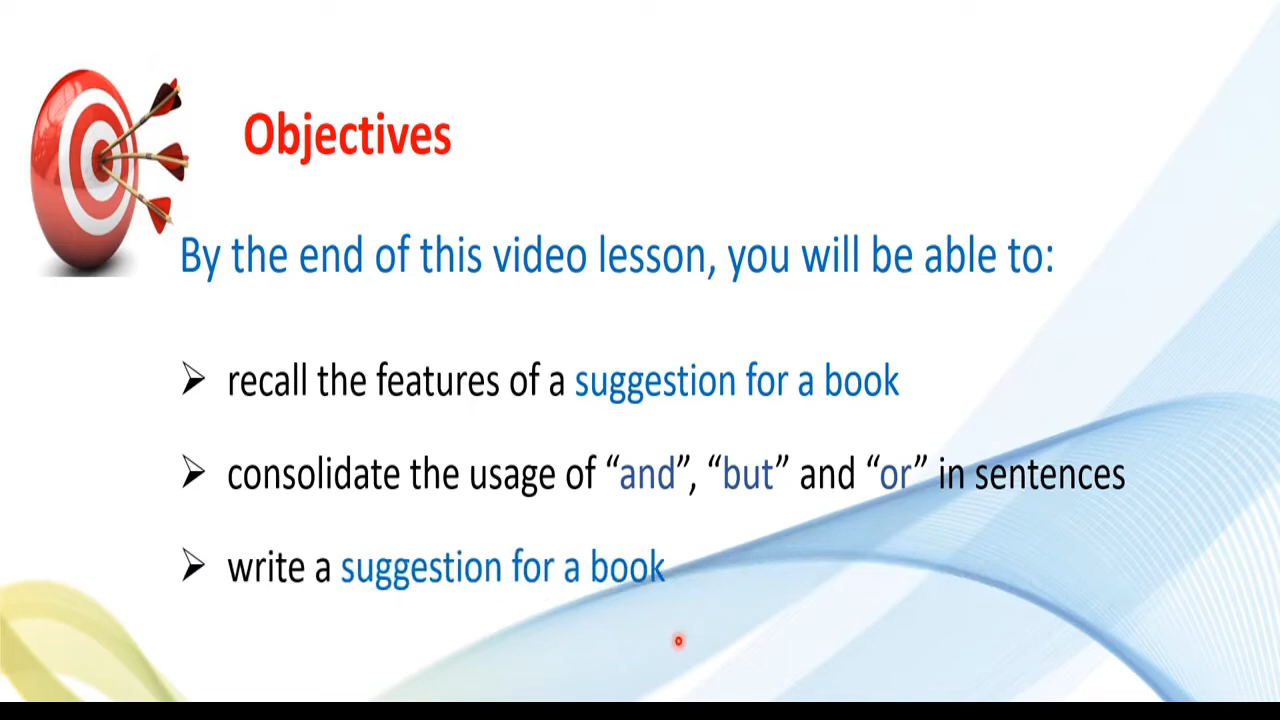 Objectives
By the end of this video lesson, you will be able to:
recall the features of a suggestion for a book
consolidate the usage of “and”, “but” and “or” in sentences
write a suggestion for a book